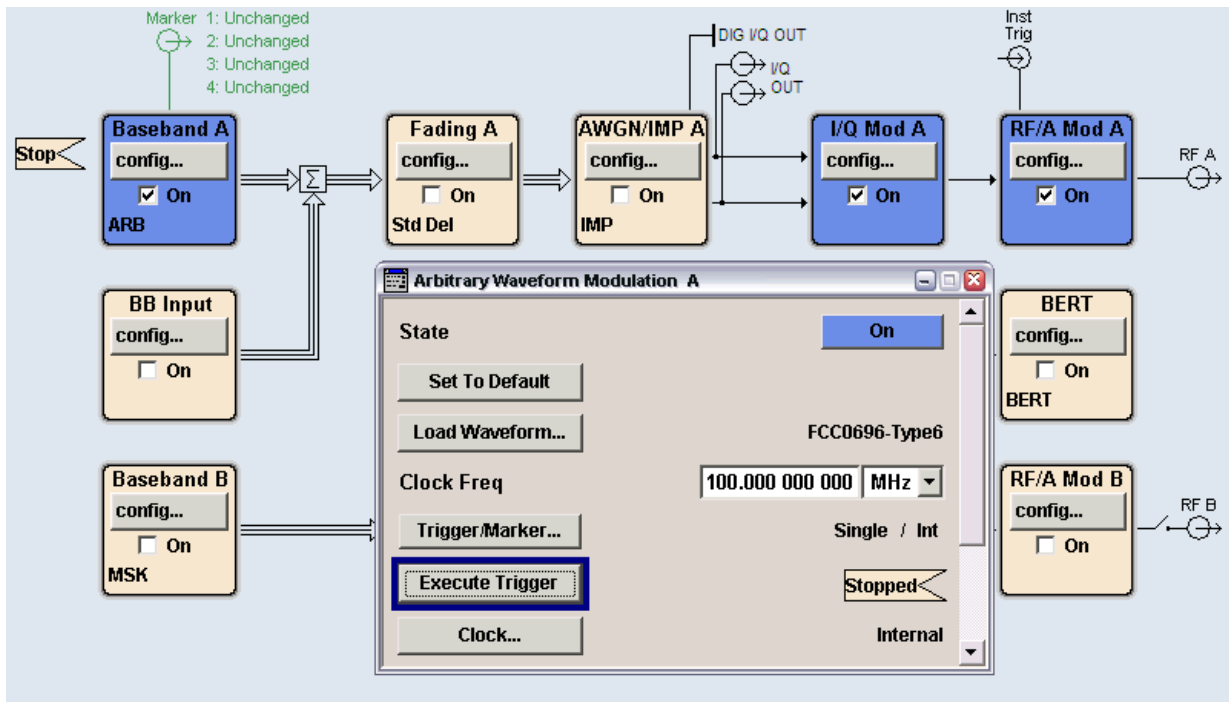 Marker 1: Unchanged
2: Unchanged
3: Unchanged
4: Unchanged
DIG I/Q OUT
I/Q
OUT
Inst
Trig
Stop
Baseband A
config...
On
ARB
Σ
Fading A
config...
On
Std Del
AWGN/IMP A
config...
On
IMP
I/Q Mod A
config...
On
RF/A Mod A
config...
On
RF A
BB Input
config...
On
Baseband B
config...
On
MSK
Arbitrary Waveform Modulation A
State
On
Set To Default
Load Waveform...
FCC0696-Type6
Clock Freq
100.000 000 000 MHz
Trigger/Marker...
Single / Int
Execute Trigger
Stopped
Clock...
Internal
BERT
config...
On
BERT
RF/A Mod B
config...
On
RF B